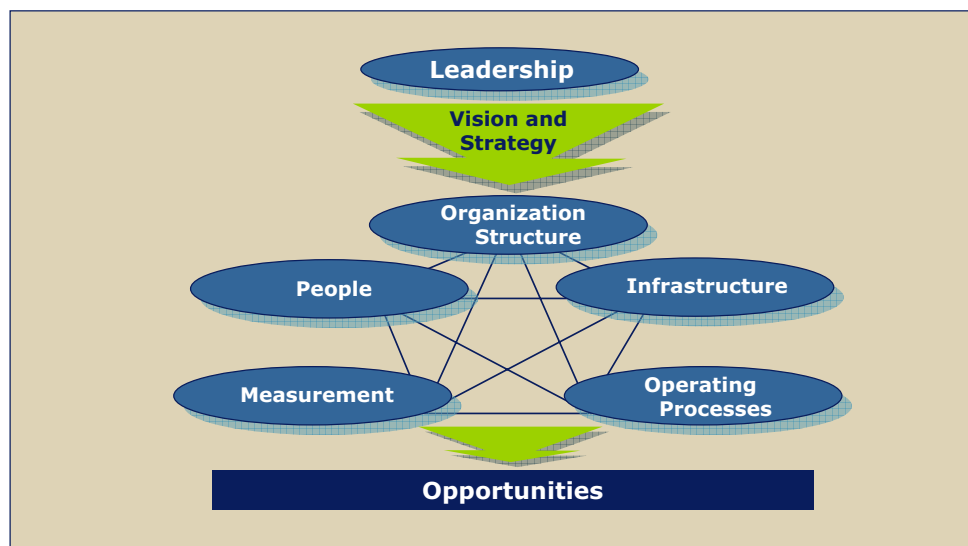 Leadership
Vision and
Strategy
Organization
Structure
People
Infrastructure
Measurement
Operating
Processes
Opportunities